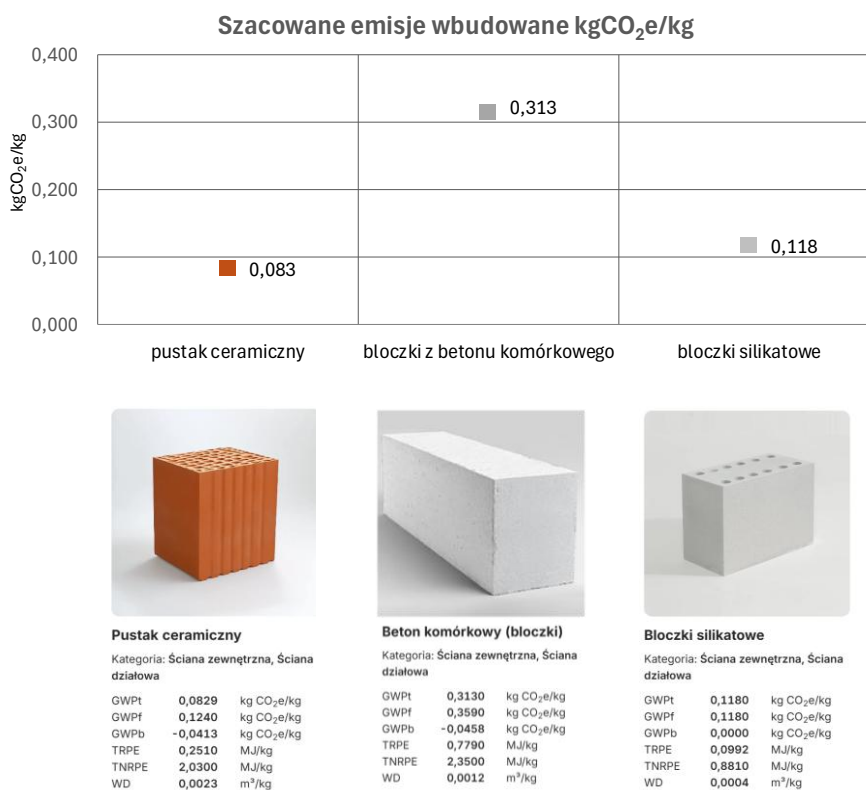 Szacowane emisje wbudowane kgCO₂e/kg
kgCO₂e/kg
0,400
0,300
0,200
0,100
0,000
0,083
0,313
0,118
pustak ceramiczny
bloczki z betonu komórkowego
bloczki silikatowe
Pustak ceramiczny
Kategoria: Ściana zewnętrzna, Ściana
działowa
GWPt 0,0829 kg CO₂e/kg
GWPf 0,1240 kg CO₂e/kg
GWPb -0,0413 kg CO₂e/kg
TRPE 0,2510 MJ/kg
TNRPE 2,0300 MJ/kg
WD 0,0023 m³/kg
Beton komórkowy (bloczki)
Kategoria: Ściana zewnętrzna, Ściana
działowa
GWPt 0,3130 kg CO₂e/kg
GWPf 0,3590 kg CO₂e/kg
GWPb -0,0458 kg CO₂e/kg
TRPE 0,7790 MJ/kg
TNRPE 2,3500 MJ/kg
WD 0,0012 m³/kg
Bloczki silikatowe
Kategoria: Ściana zewnętrzna, Ściana
działowa
GWPt 0,1180 kg CO₂e/kg
GWPf 0,1180 kg CO₂e/kg
GWPb 0,0000 kg CO₂e/kg
TRPE 0,0992 MJ/kg
TNRPE 0,8810 MJ/kg
WD 0,0004 m³/kg